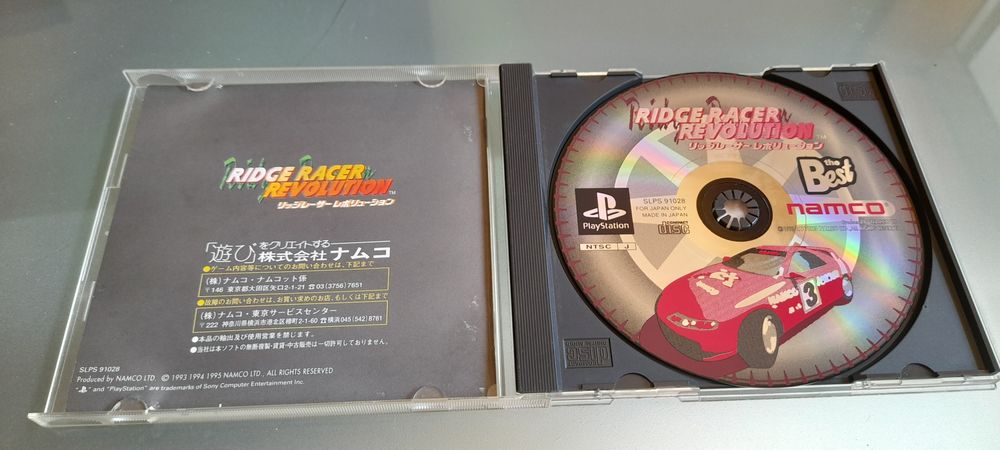 RIDGE RACER
REVOLUTION™
リッジレーサー レボリューション
「遊び」をクリエイトする
株式会社ナムコ
●ゲーム内容等についてのお問い合わせは、下記まで
(株)ナムコ・ナムコット係
〒146 東京都大田区矢口2-1-21 ☎03(3756)7651
●故障のお問い合わせは、お買い求めのお店、もしくは下記まで
(株)ナムコ・東京サービスセンター
〒222 神奈川県横浜市港北区樽町2-1-60 ☎横浜045(542)8761
●本品の輸出及び使用営業を禁じます。
●当社は本ソフトの無断複製・賃貸・中古販売は一切許可しておりません。
SLPS 91028
Produced by NAMCO LTD. © 1993 1994 1995 NAMCO LTD., ALL RIGHTS RESERVED
" " and "PlayStation" are trademarks of Sony Computer Entertainment Inc.
RIDGE RACER
REVOLUTION™
リッジレーサー レボリューション
the
Best
namco
PlayStation
NTSC J
SLPS 91028
FOR JAPAN ONLY
MADE IN JAPAN
COMPACT
DISC
NAMCO
3